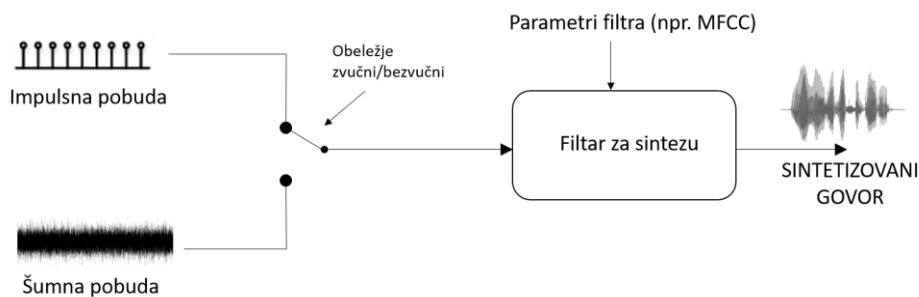 Parametri filtra (npr. MFCC)
Obeležje
zvučni/bezvučni
Impulsna pobuda
Filtar za sintezu
SINTETIZOVANI
GOVOR
Šumna pobuda